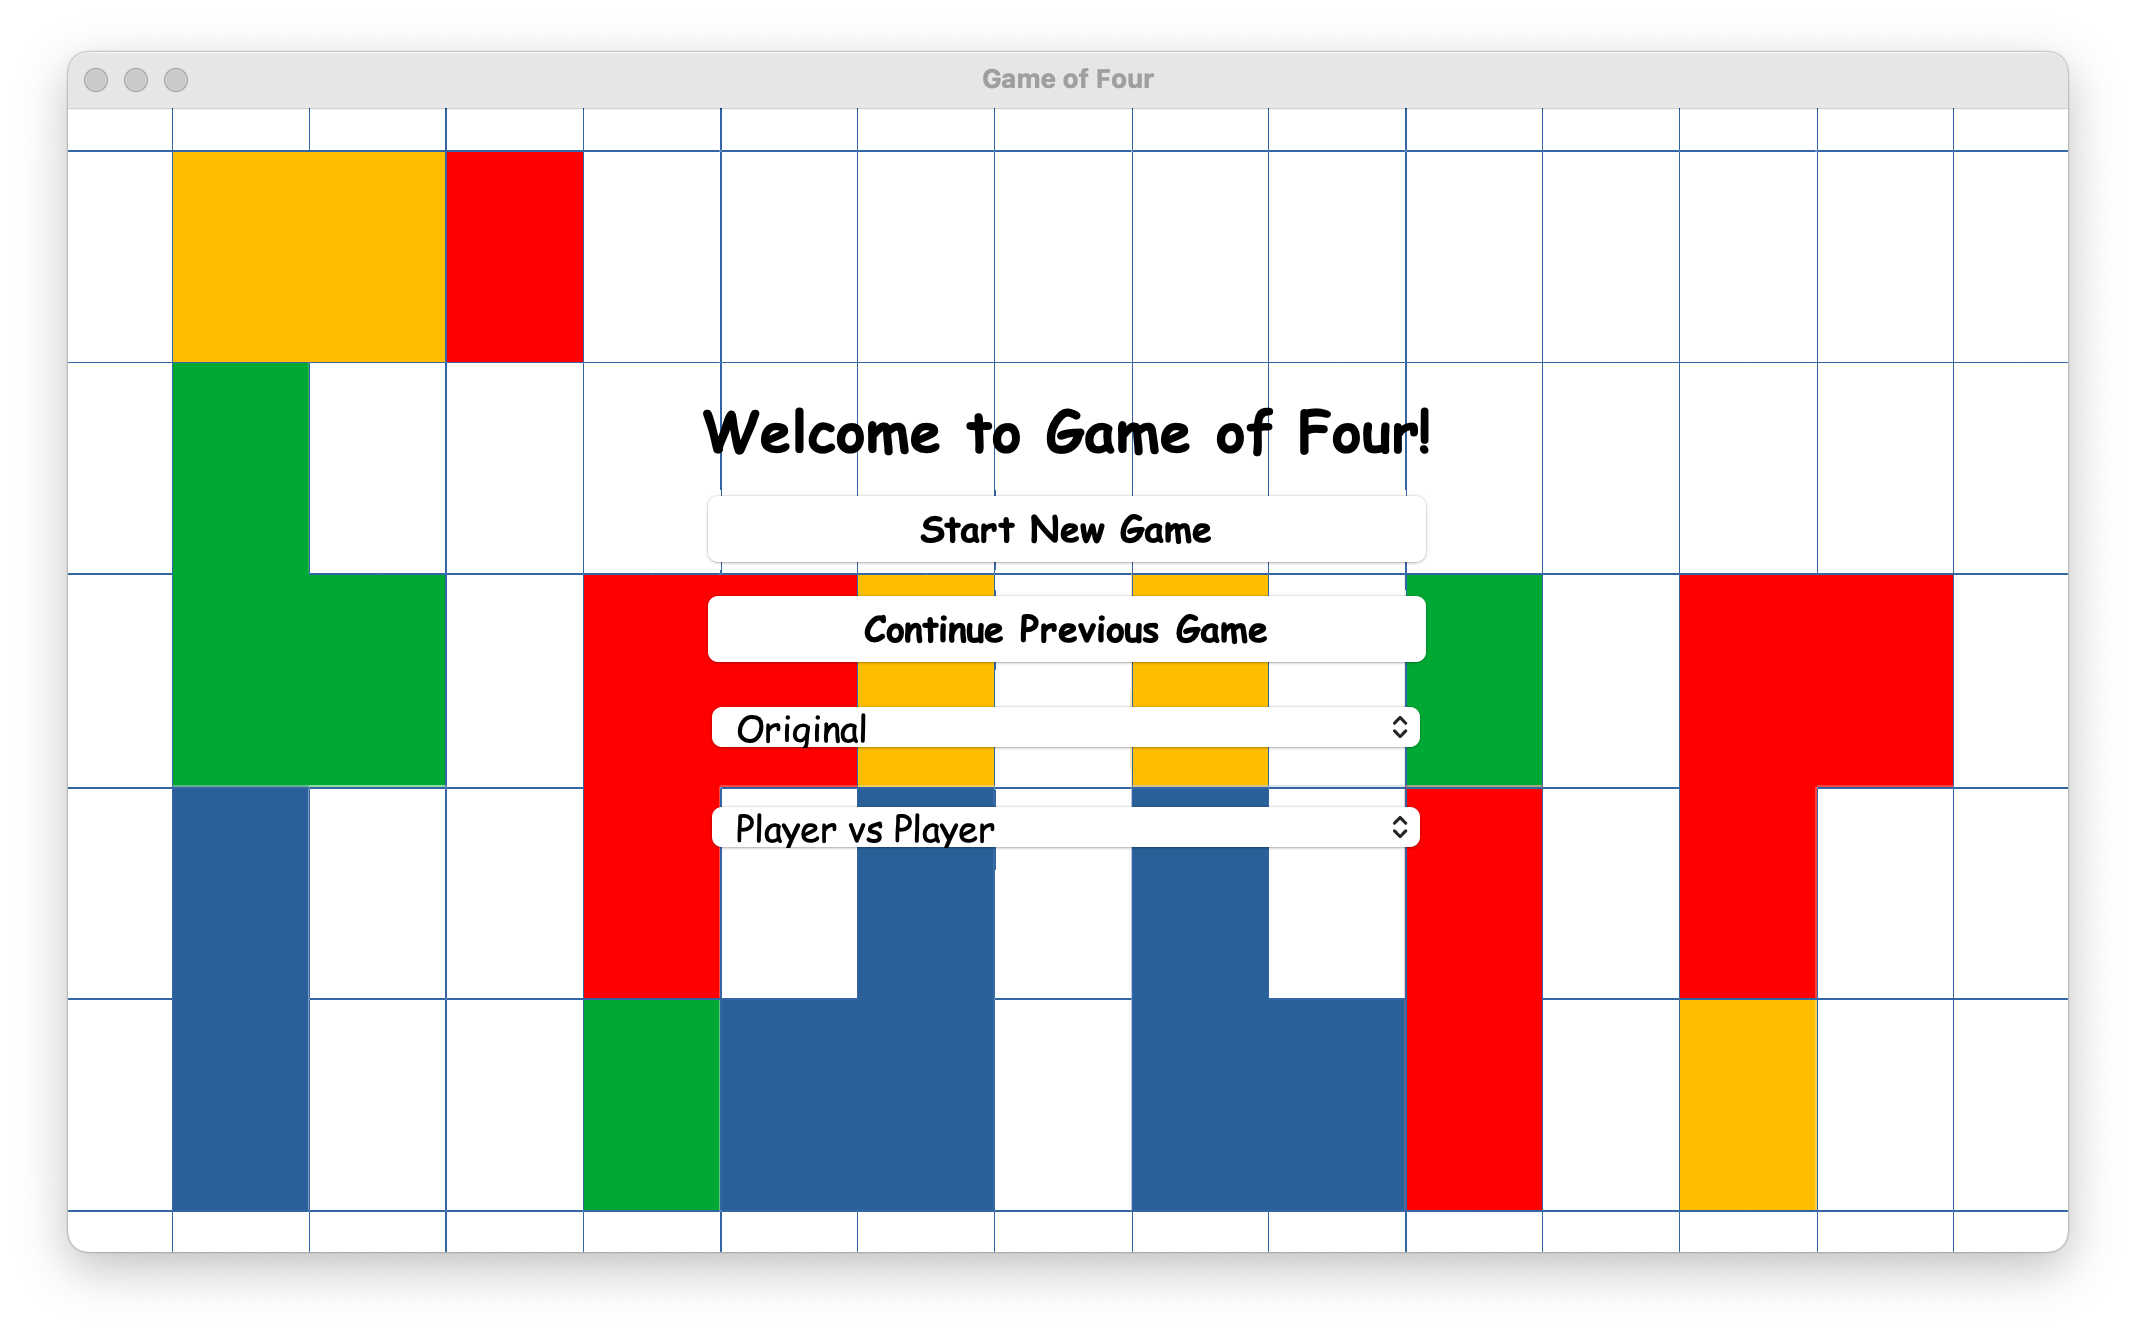 Game of Four
Welcome to Game of Four!
Start New Game
Continue Previous Game
Original
Player vs Player